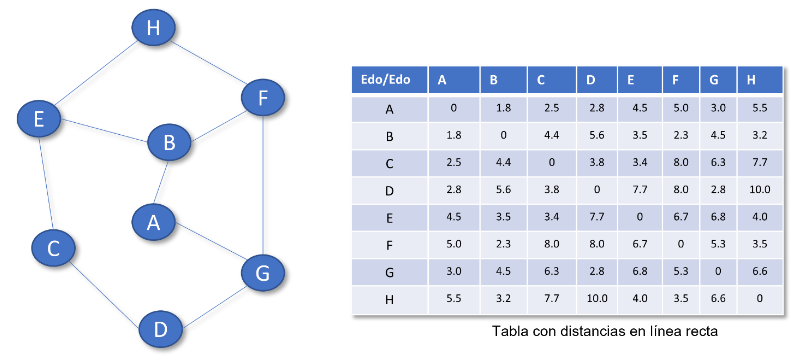 H
F
E
B
A
C
G
D
Edo/Edo A B C D E F G H
A 0 1.8 2.5 2.8 4.5 5.0 3.0 5.5
B 1.8 0 4.4 5.6 3.5 2.3 4.5 3.2
C 2.5 4.4 0 3.8 3.4 8.0 6.3 7.7
D 2.8 5.6 3.8 0 7.7 8.0 2.8 10.0
E 4.5 3.5 3.4 7.7 0 6.7 6.8 4.0
F 5.0 2.3 8.0 8.0 6.7 0 5.3 3.5
G 3.0 4.5 6.3 2.8 6.8 5.3 0 6.6
H 5.5 3.2 7.7 10.0 4.0 3.5 6.6 0
Tabla con distancias en línea recta